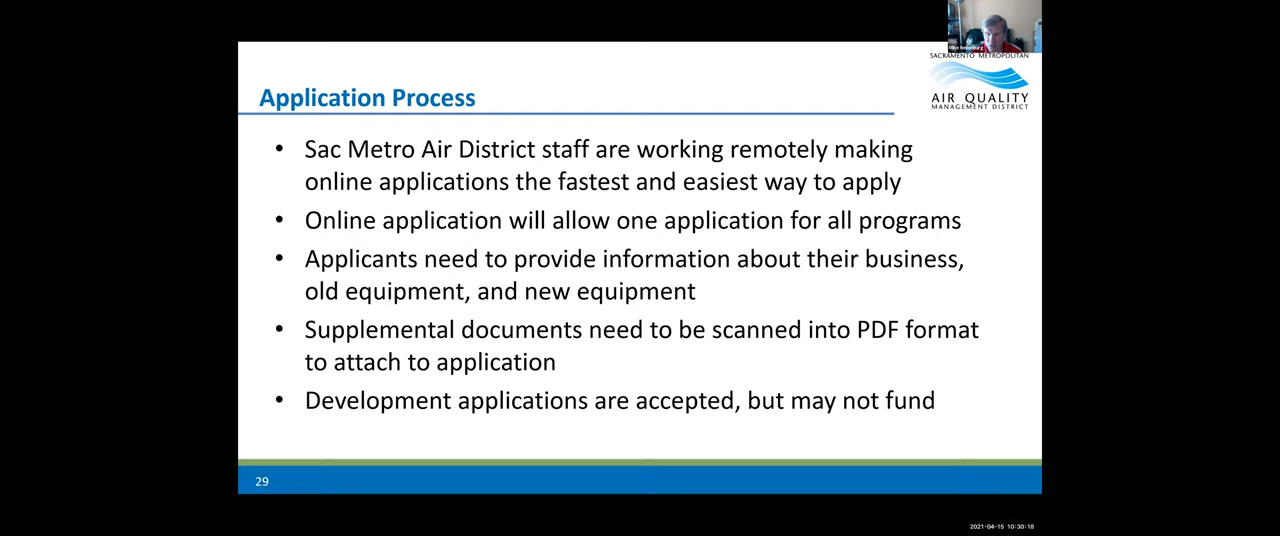 SACRAMENTO METROPOLITAN
AIR QUALITY
MANAGEMENT DISTRICT
Application Process
• Sac Metro Air District staff are working remotely making
online applications the fastest and easiest way to apply
• Online application will allow one application for all programs
• Applicants need to provide information about their business,
old equipment, and new equipment
• Supplemental documents need to be scanned into PDF format
to attach to application
• Development applications are accepted, but may not fund
29
2021-04-15 10:30:18